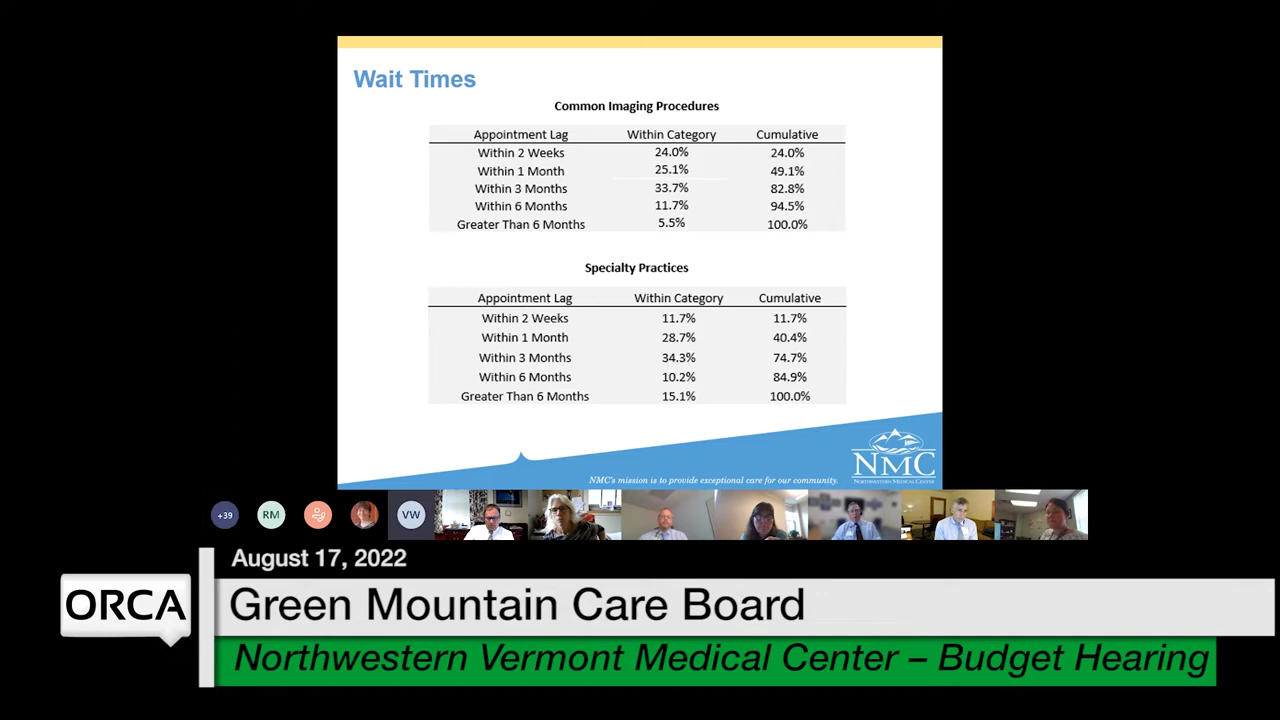 Wait Times
Common Imaging Procedures
Appointment Lag Within Category Cumulative
Within 2 Weeks 24.0% 24.0%
Within 1 Month 25.1% 49.1%
Within 3 Months 33.7% 82.8%
Within 6 Months 11.7% 94.5%
Greater Than 6 Months 5.5% 100.0%
Specialty Practices
Appointment Lag Within Category Cumulative
Within 2 Weeks 11.7% 11.7%
Within 1 Month 28.7% 40.4%
Within 3 Months 34.3% 74.7%
Within 6 Months 10.2% 84.9%
Greater Than 6 Months 15.1% 100.0%
NMC
NORTHWESTERN MEDICAL CENTER
NMC's mission is to provide exceptional care for our community.
+39 RM VW
August 17, 2022
ORCA
Green Mountain Care Board
Northwestern Vermont Medical Center – Budget Hearing